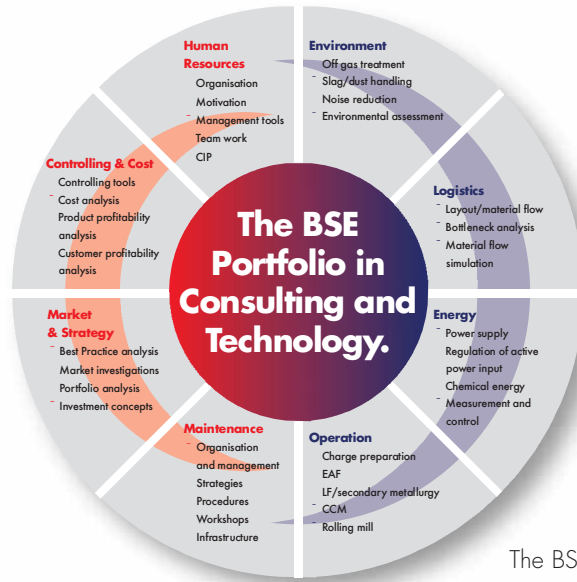 Human
Resources
Organisation
Motivation
- Management tools
Team work
CIP
Environment
Off gas treatment
- Slag/dust handling
Noise reduction
- Environmental assessment
Controlling & Cost
Controlling tools
- Cost analysis
Product profitability
analysis
Customer profitability
analysis
Logistics
- Layout/material flow
- Bottleneck analysis
- Material flow
simulation
The BSE
Portfolio in
Consulting and
Technology.
Market
& Strategy
- Best Practice analysis
Market investigations
Portfolio analysis
- Investment concepts
Energy
- Power supply
Regulation of active
power input
Chemical energy
- Measurement and
control
Maintenance
- Organisation
and management
Strategies
Procedures
Workshops
Infrastructure
Operation
Charge preparation
EAF
LF/secondary metallurgy
- CCM
- Rolling mill
The BS